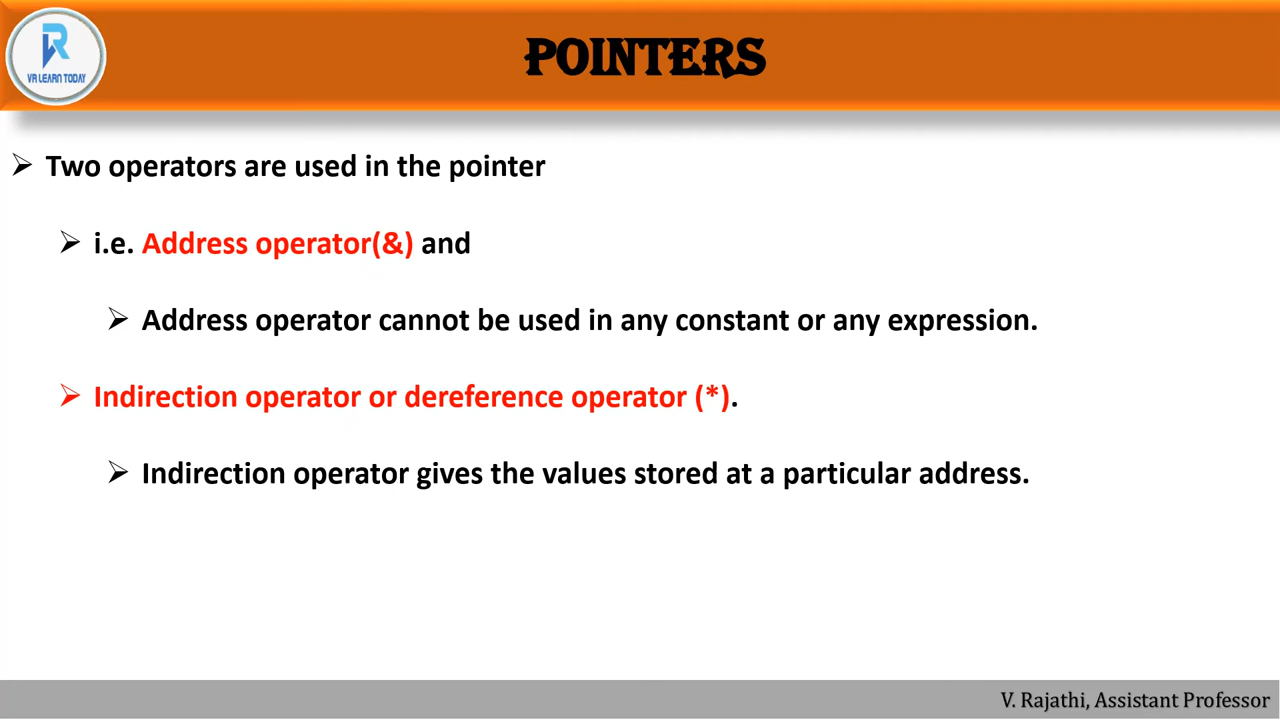 VR LEARN TODAY
POINTERS
➢ Two operators are used in the pointer
➢ i.e. Address operator(&) and
➢ Address operator cannot be used in any constant or any expression.
➢ Indirection operator or dereference operator (*).
➢ Indirection operator gives the values stored at a particular address.
V. Rajathi, Assistant Professor